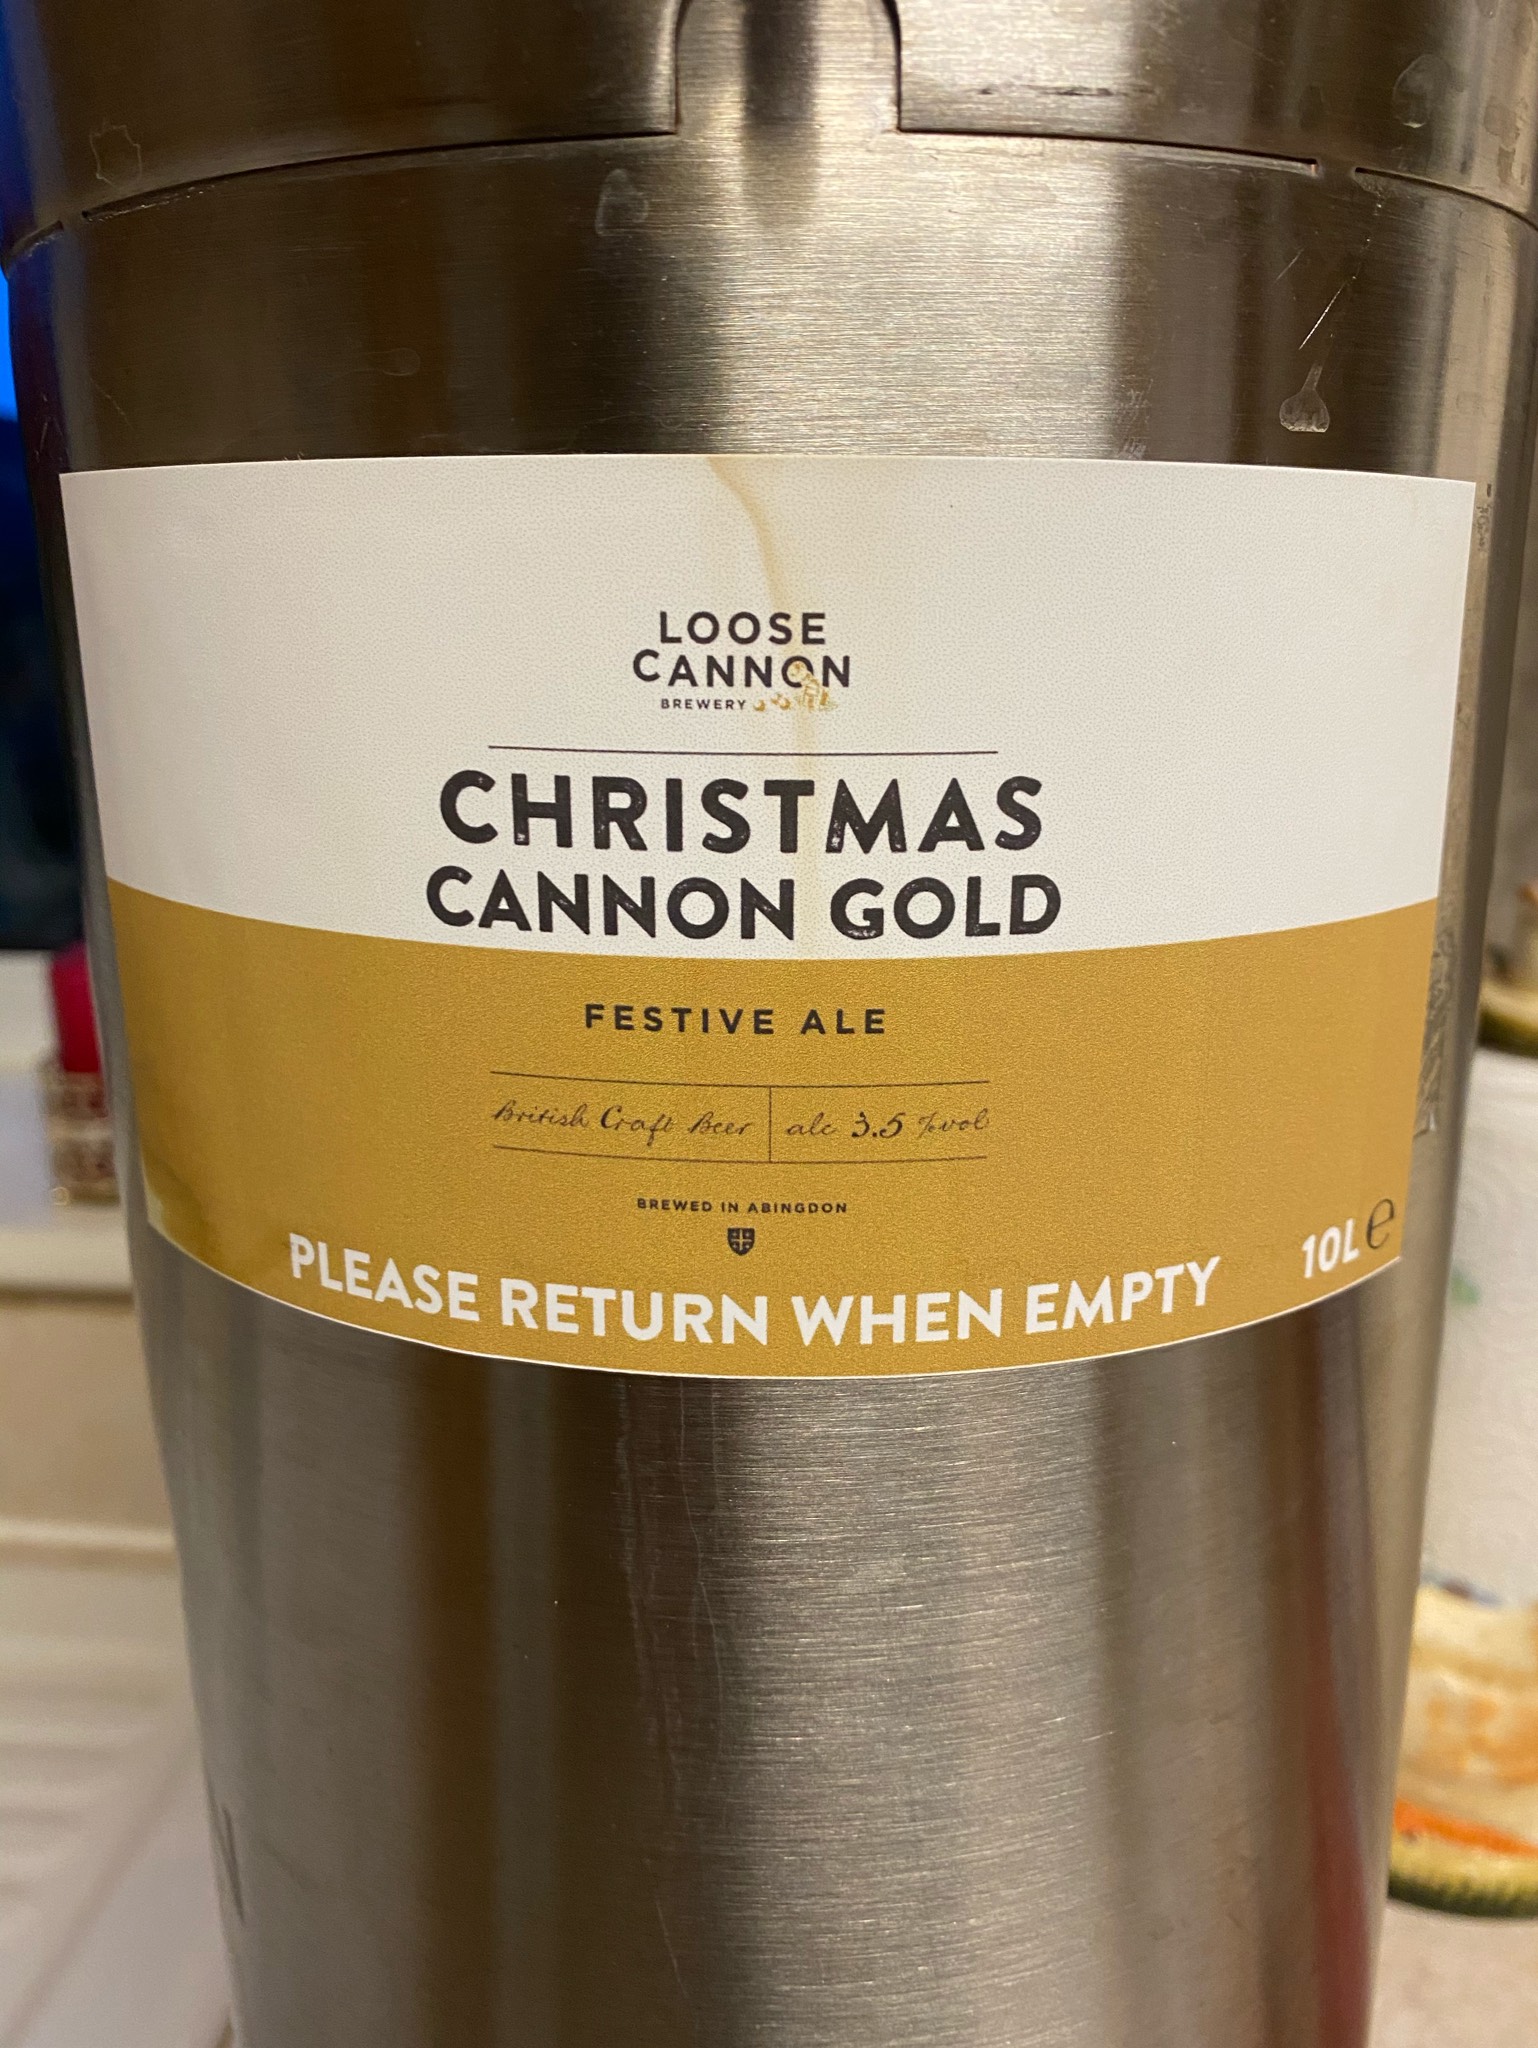 LOOSE
CANNON
BREWERY
CHRISTMAS
CANNON GOLD
FESTIVE ALE
British Craft Beer alc 3.5 %vol
BREWED IN ABINGDON
PLEASE RETURN WHEN EMPTY 10L ℮